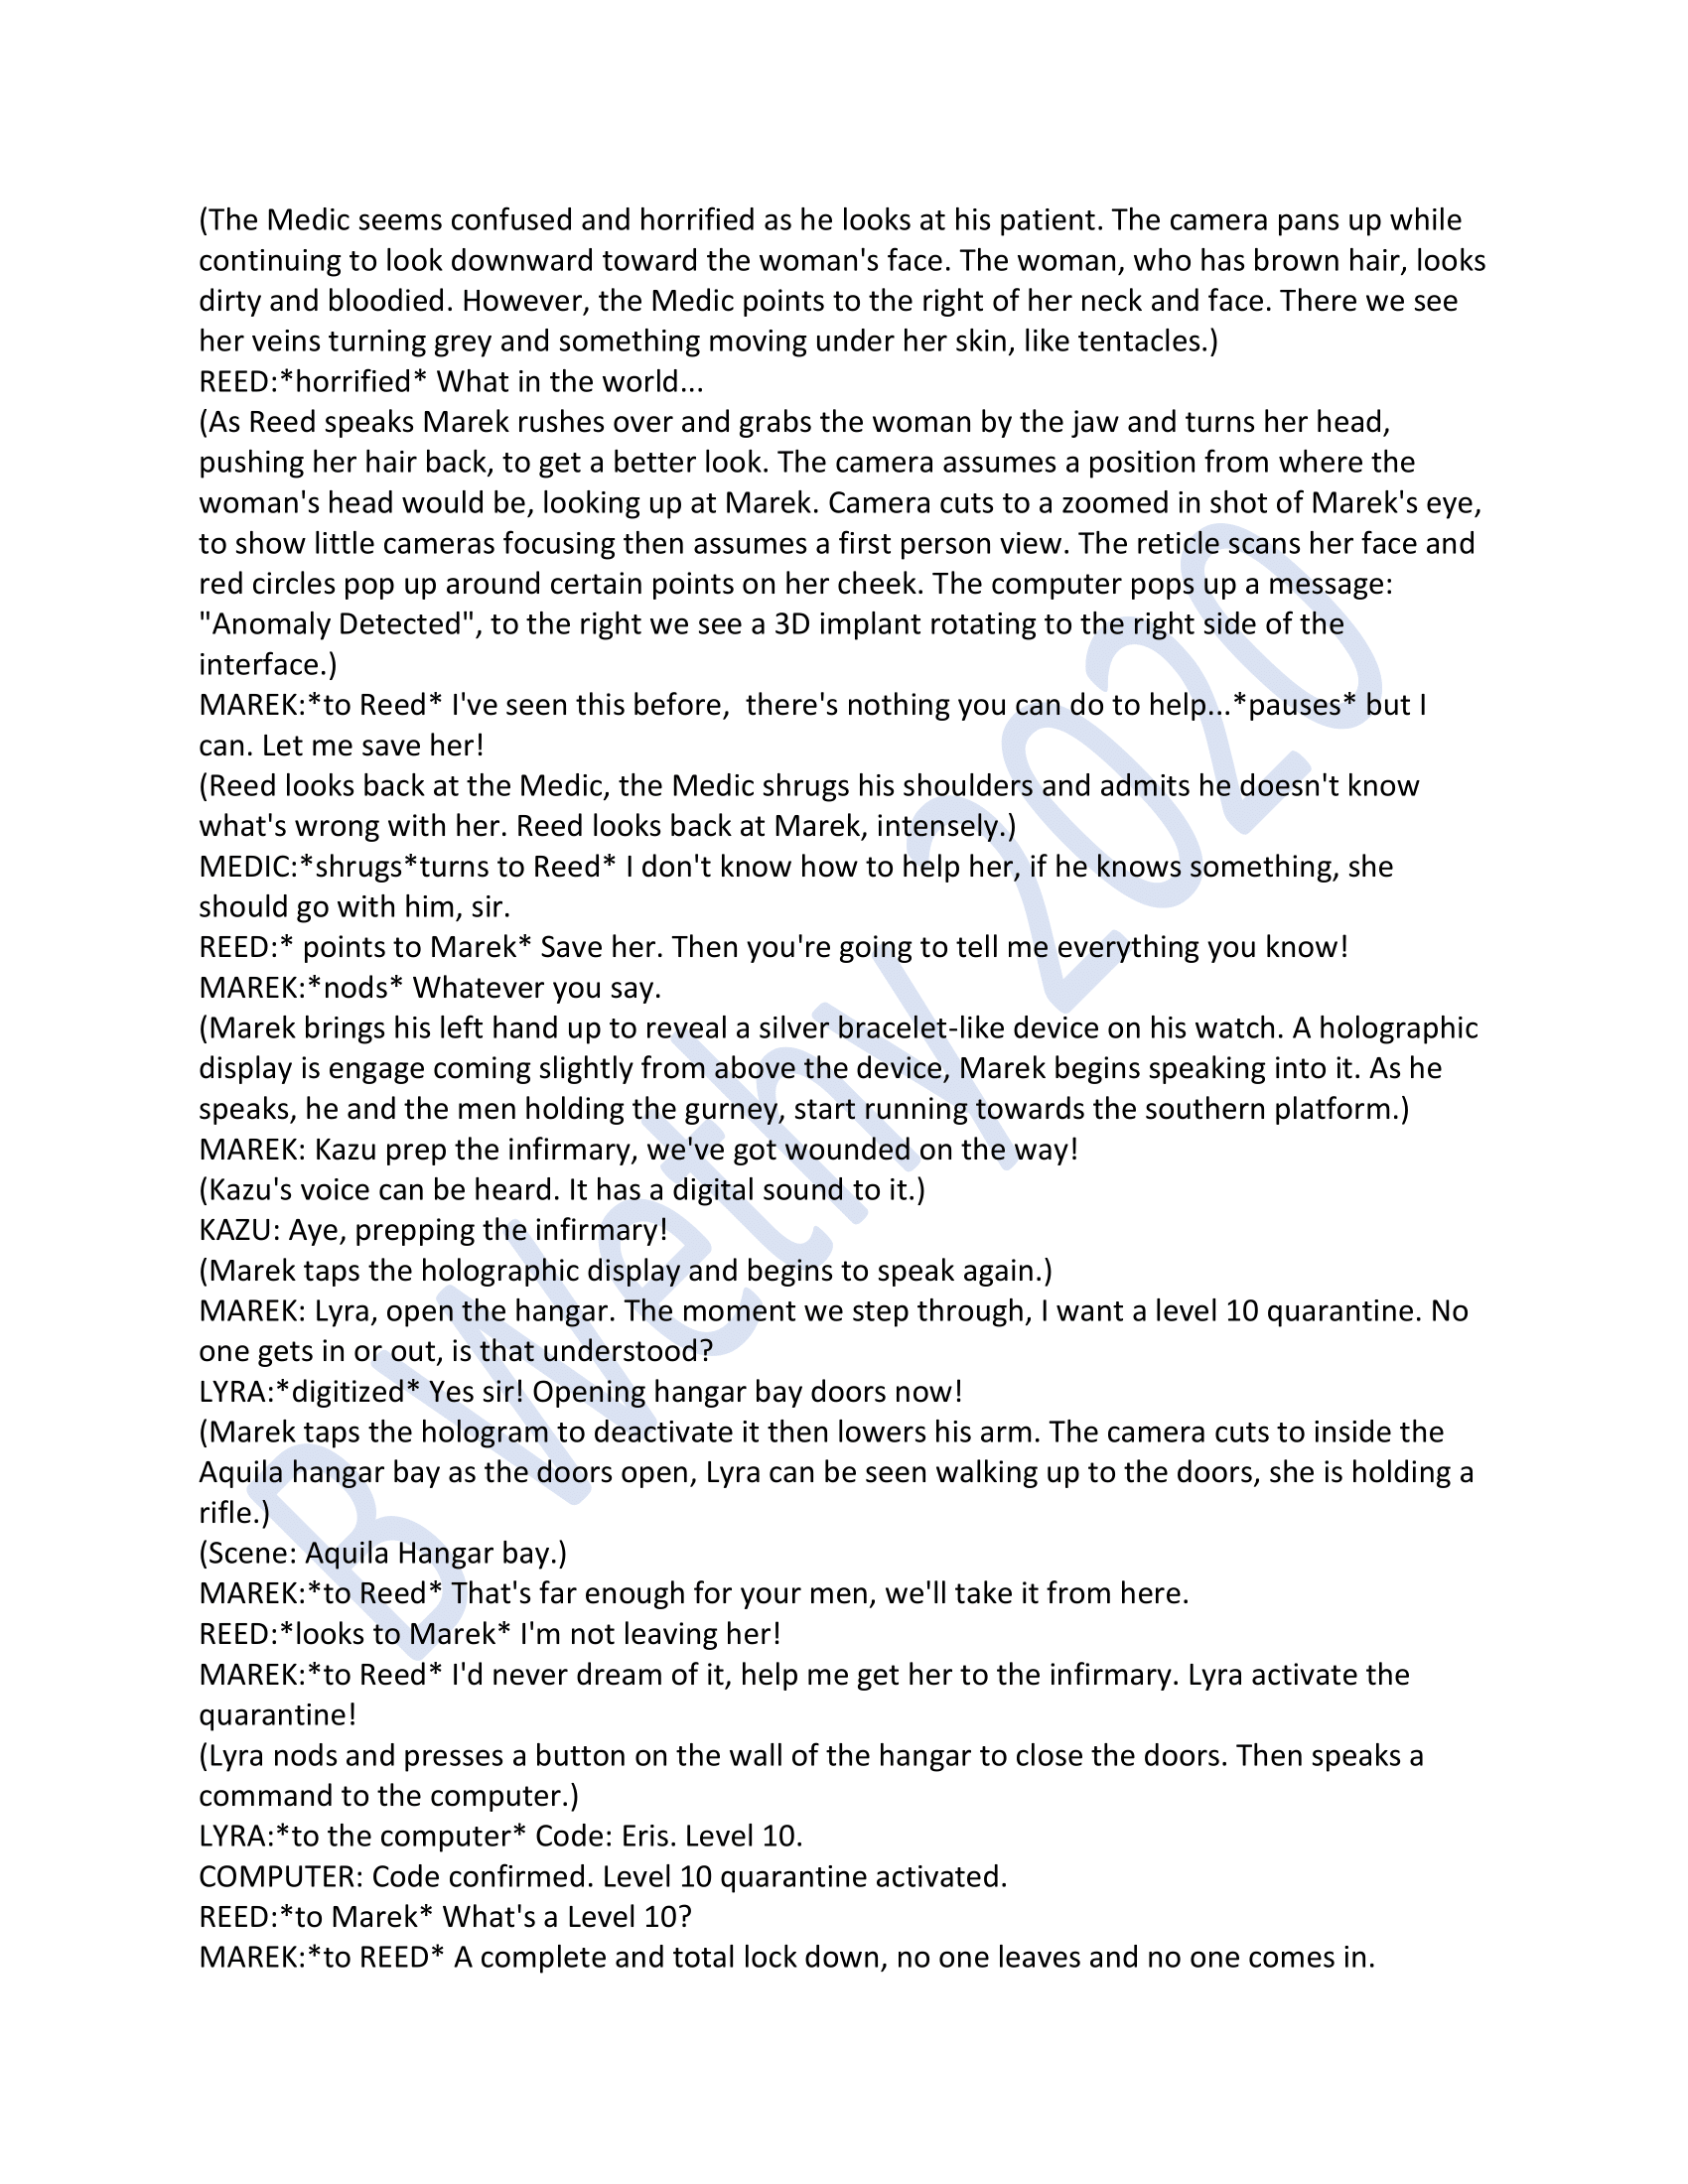 (The Medic seems confused and horrified as he looks at his patient. The camera pans up while
continuing to look downward toward the woman's face. The woman, who has brown hair, looks
dirty and bloodied. However, the Medic points to the right of her neck and face. There we see
her veins turning grey and something moving under her skin, like tentacles.)
REED:*horrified* What in the world...
(As Reed speaks Marek rushes over and grabs the woman by the jaw and turns her head,
pushing her hair back, to get a better look. The camera assumes a position from where the
woman's head would be, looking up at Marek. Camera cuts to a zoomed in shot of Marek's eye,
to show little cameras focusing then assumes a first person view. The reticle scans her face and
red circles pop up around certain points on her cheek. The computer pops up a message:
"Anomaly Detected", to the right we see a 3D implant rotating to the right side of the
interface.)
MAREK:*to Reed* I've seen this before,  there's nothing you can do to help...*pauses* but I
can. Let me save her!
(Reed looks back at the Medic, the Medic shrugs his shoulders and admits he doesn't know
what's wrong with her. Reed looks back at Marek, intensely.)
MEDIC:*shrugs*turns to Reed* I don't know how to help her, if he knows something, she
should go with him, sir.
REED:* points to Marek* Save her. Then you're going to tell me everything you know!
MAREK:*nods* Whatever you say.
(Marek brings his left hand up to reveal a silver bracelet-like device on his watch. A holographic
display is engage coming slightly from above the device, Marek begins speaking into it. As he
speaks, he and the men holding the gurney, start running towards the southern platform.)
MAREK: Kazu prep the infirmary, we've got wounded on the way!
(Kazu's voice can be heard. It has a digital sound to it.)
KAZU: Aye, prepping the infirmary!
(Marek taps the holographic display and begins to speak again.)
MAREK: Lyra, open the hangar. The moment we step through, I want a level 10 quarantine. No
one gets in or out, is that understood?
LYRA:*digitized* Yes sir! Opening hangar bay doors now!
(Marek taps the hologram to deactivate it then lowers his arm. The camera cuts to inside the
Aquila hangar bay as the doors open, Lyra can be seen walking up to the doors, she is holding a
rifle.)
(Scene: Aquila Hangar bay.)
MAREK:*to Reed* That's far enough for your men, we'll take it from here.
REED:*looks to Marek* I'm not leaving her!
MAREK:*to Reed* I'd never dream of it, help me get her to the infirmary. Lyra activate the
quarantine!
(Lyra nods and presses a button on the wall of the hangar to close the doors. Then speaks a
command to the computer.)
LYRA:*to the computer* Code: Eris. Level 10.
COMPUTER: Code confirmed. Level 10 quarantine activated.
REED:*to Marek* What's a Level 10?
MAREK:*to REED* A complete and total lock down, no one leaves and no one comes in.
B Wethy 2020